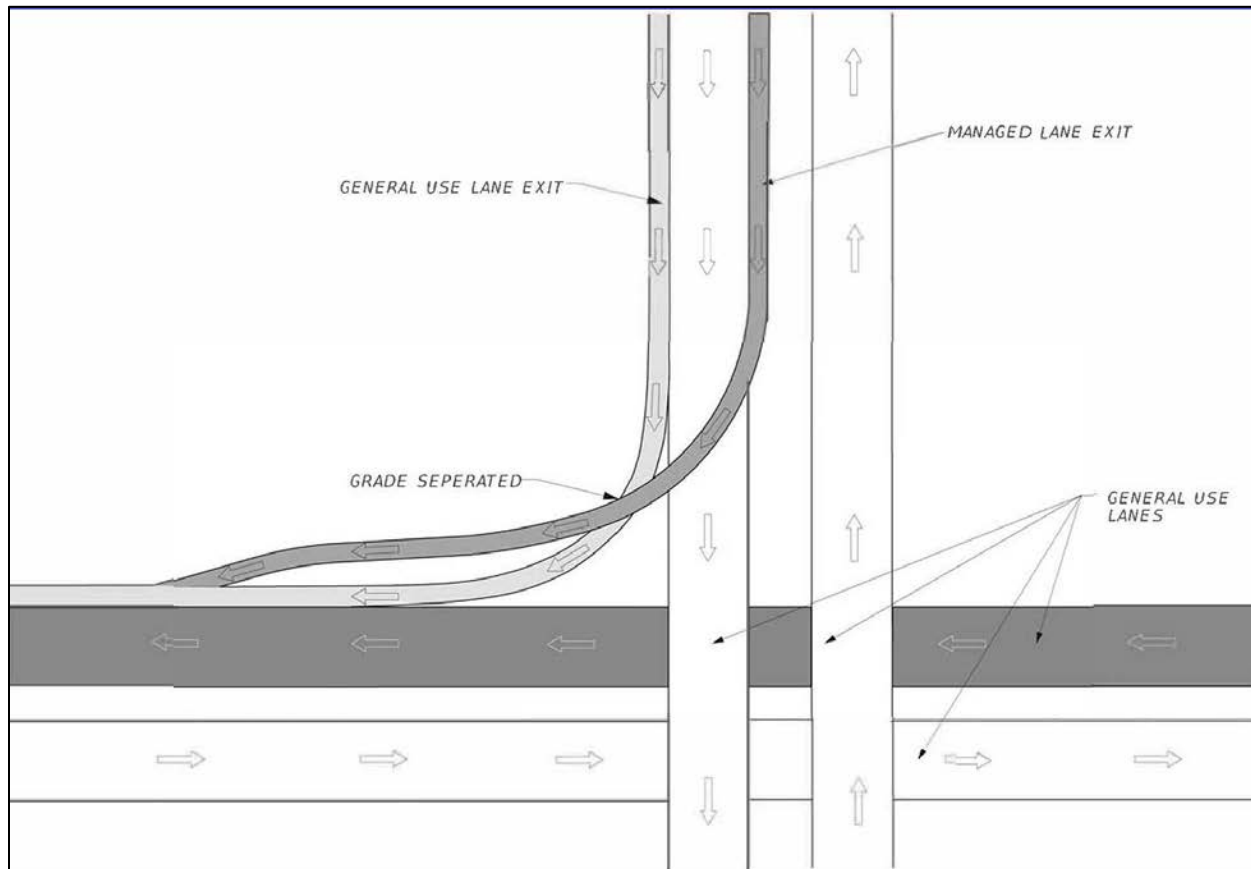 MANAGED LANE EXIT
GENERAL USE LANE EXIT
GRADE SEPERATED
GENERAL USE
LANES